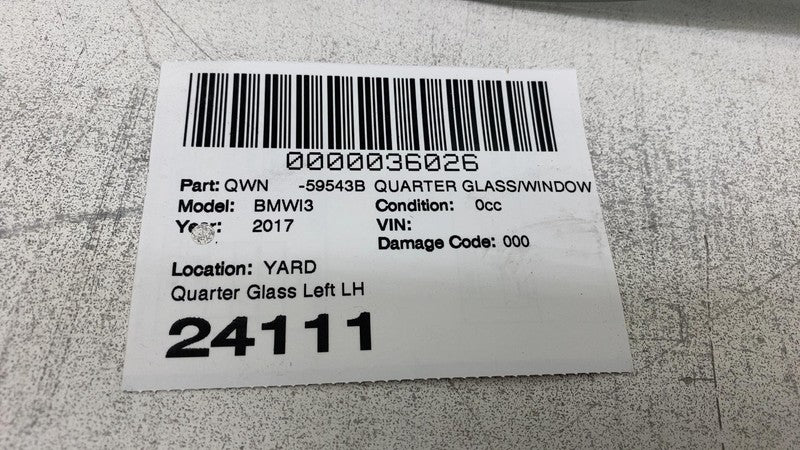 0000036026
Part: QWN -59543B QUARTER GLASS/WINDOW
Model: BMWI3 Condition: 0cc
Year: 2017 VIN:
Damage Code: 000
Location: YARD
Quarter Glass Left LH
24111